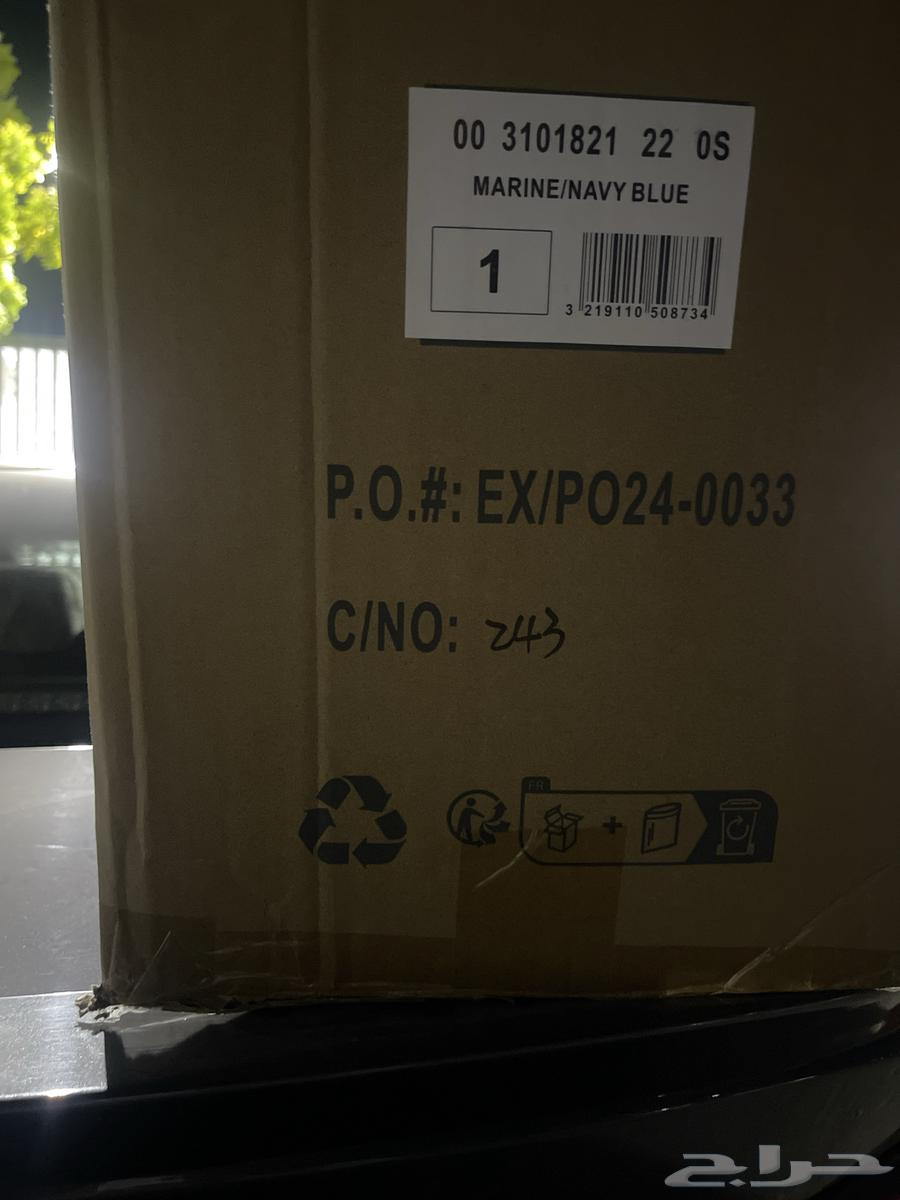 00 3101821 22 0S
MARINE/NAVY BLUE
1
3 219110 508734
P.O.#: EX/PO24-0033
C/NO: 243
FR
حراج